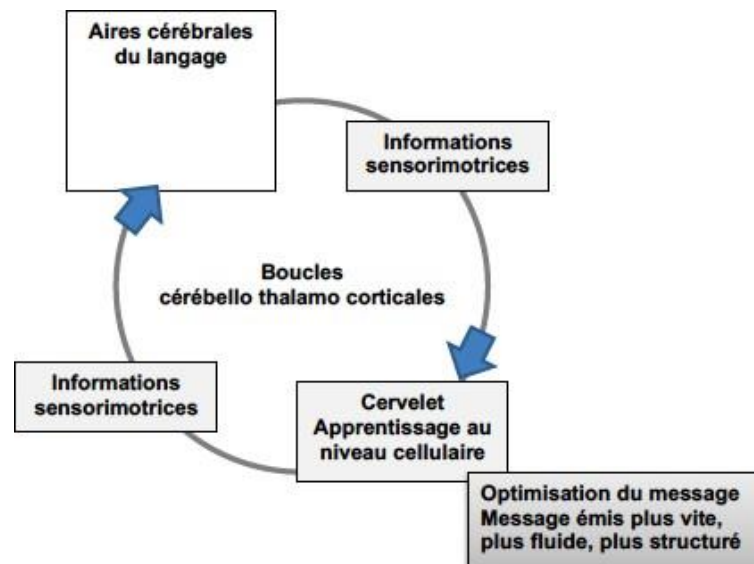 Aires cérébrales
du langage
Informations
sensorimotrices
Boucles
cérébello thalamo corticales
Informations
sensorimotrices
Cervelet
Apprentissage au
niveau cellulaire
Optimisation du message
Message émis plus vite,
plus fluide, plus structuré